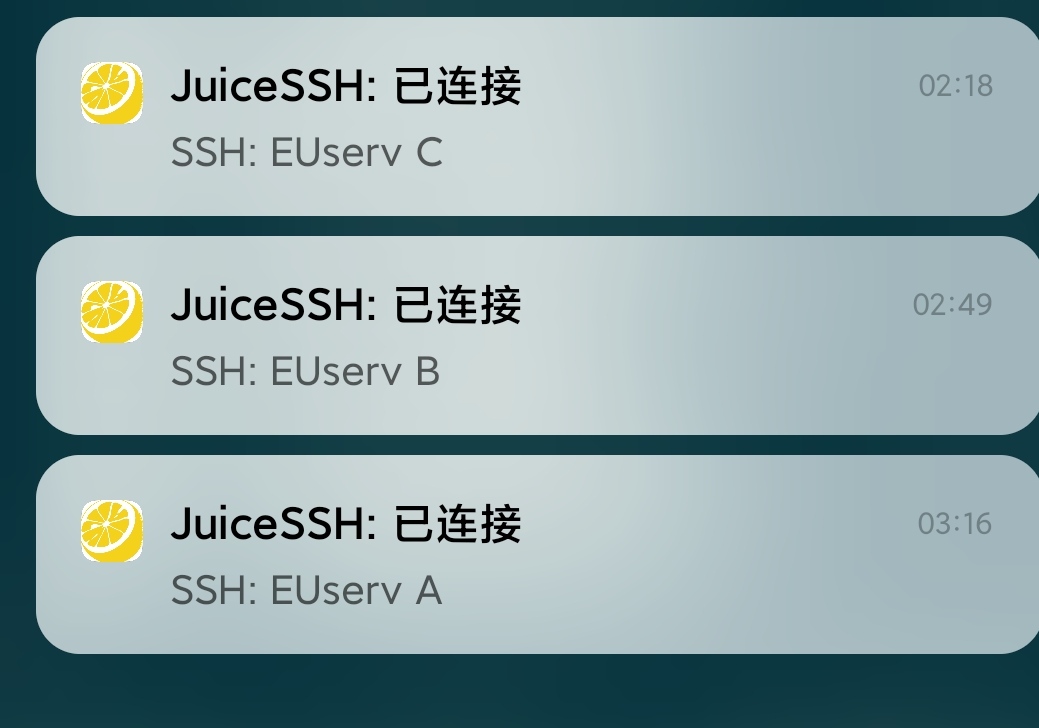 JuiceSSH: 已连接
02:18
SSH: EUserv C
JuiceSSH: 已连接
02:49
SSH: EUserv B
JuiceSSH: 已连接
03:16
SSH: EUserv A